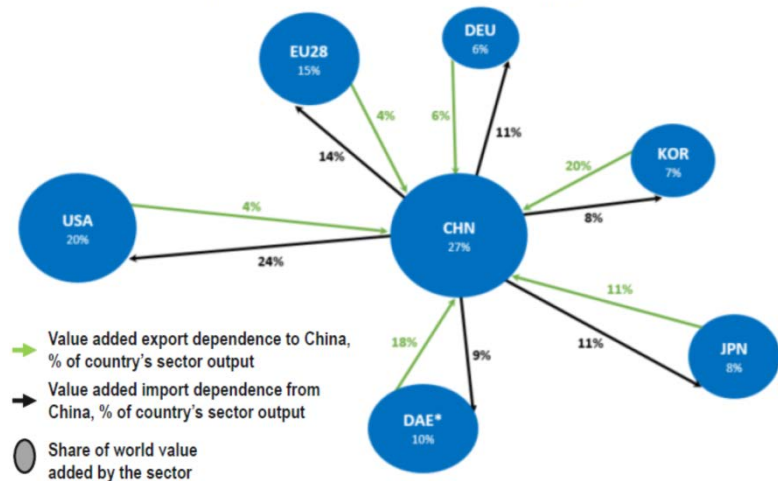 DEU
6%
EU28
15%
4%
6%
11%
14%
KOR
7%
20%
USA
20%
4%
CHN
27%
8%
24%
11%
Value added export dependence to China,
% of country's sector output
18%
9%
11%
JPN
8%
Value added import dependence from
China, % of country's sector output
DAE*
10%
Share of world value
added by the sector